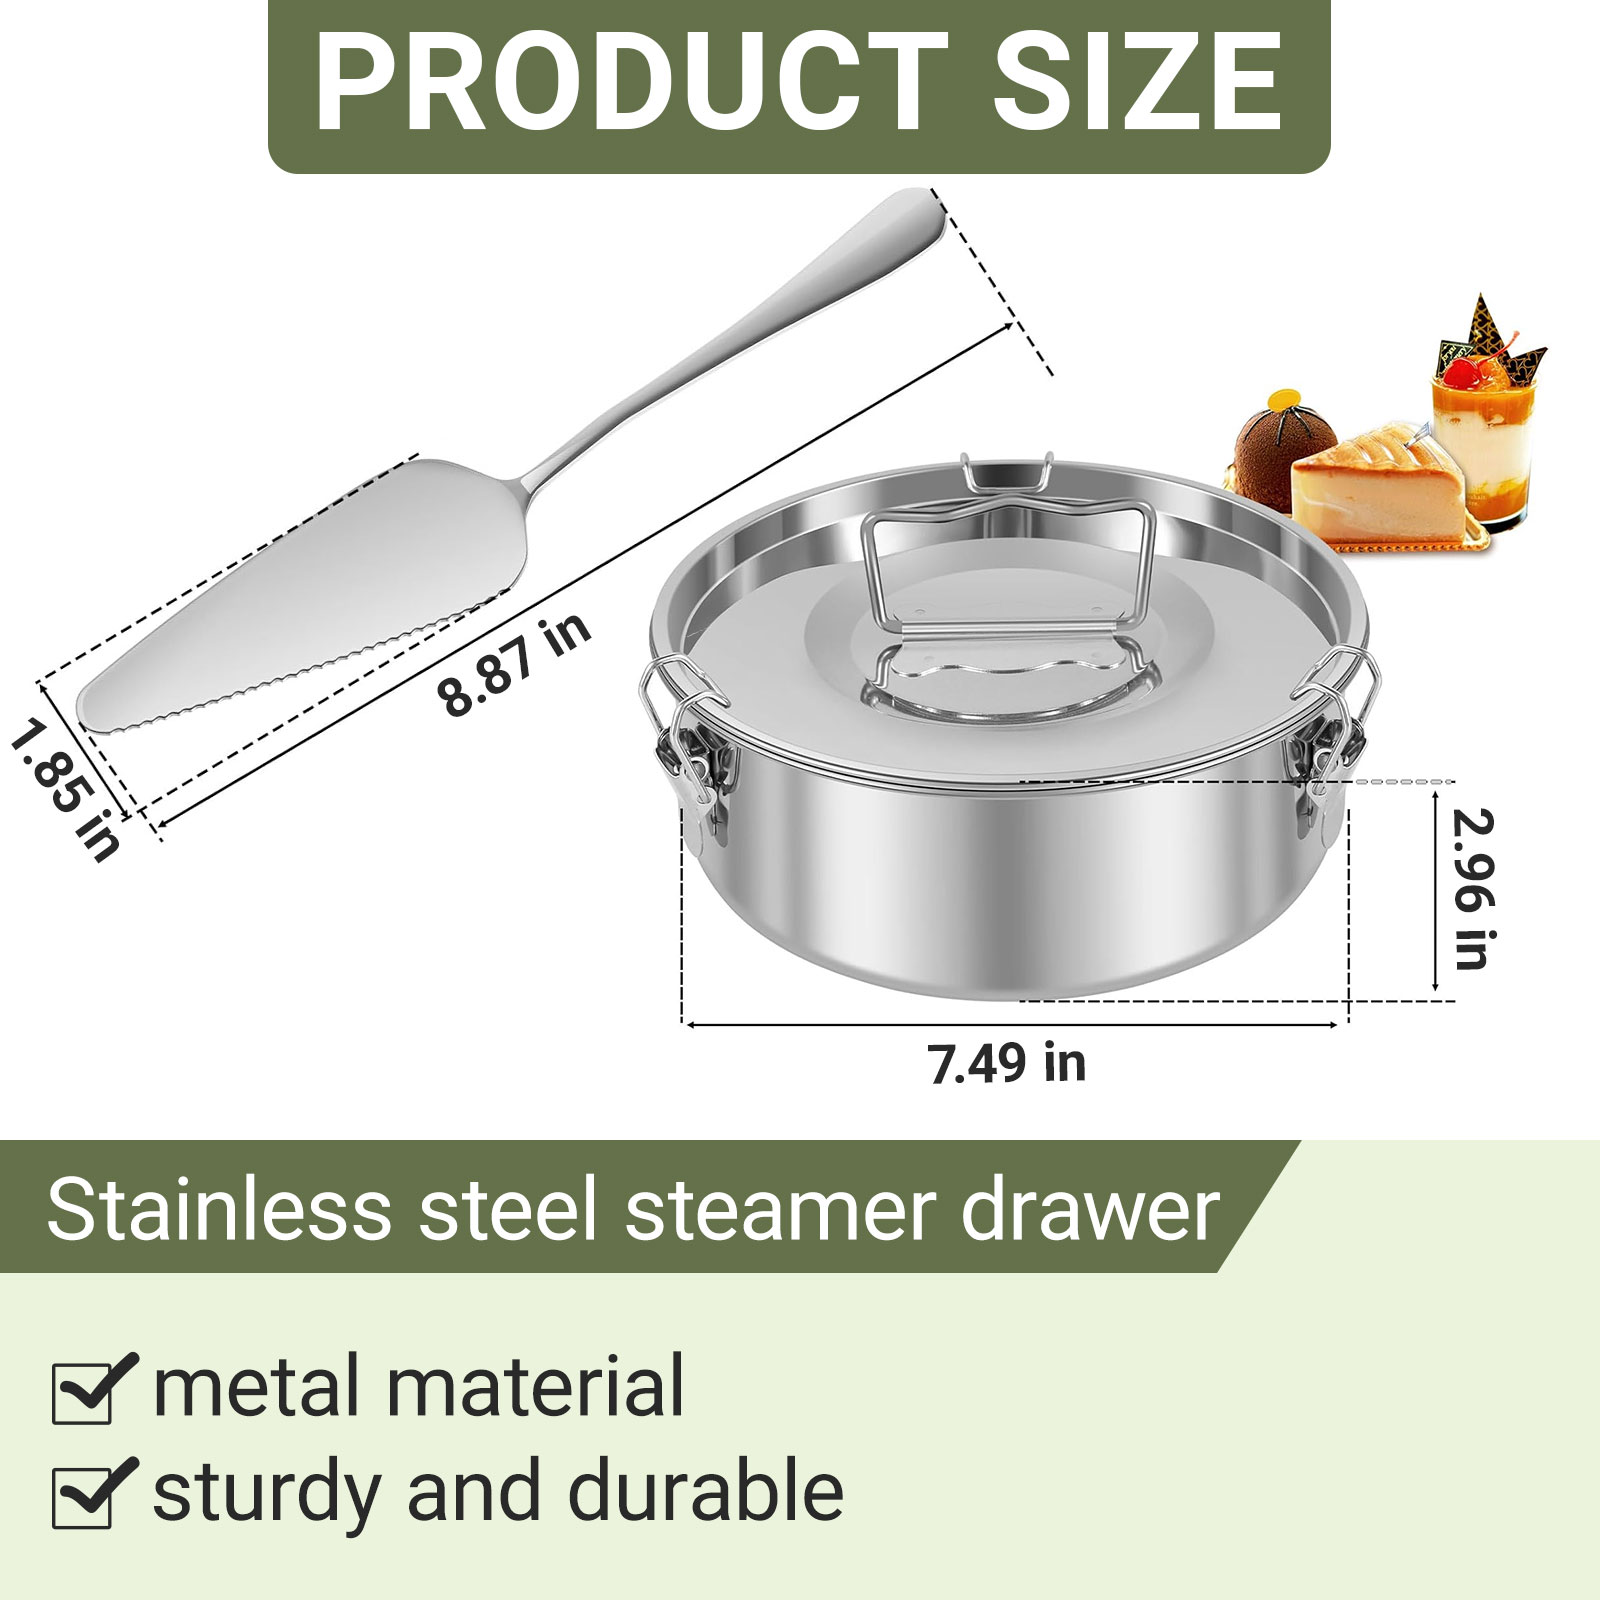 PRODUCT SIZE
8.87 in
1.85 in
2.96 in
7.49 in
Stainless steel steamer drawer
metal material
sturdy and durable